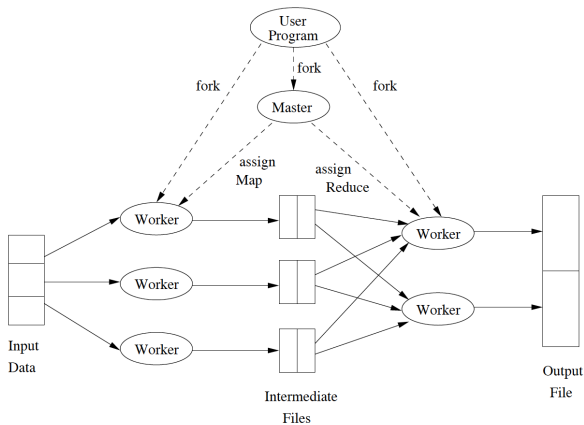 User
Program
fork
fork
fork
Master
assign
Map
assign
Reduce
Worker
Worker
Worker
Worker
Worker
Input
Data
Intermediate
Files
Output
File